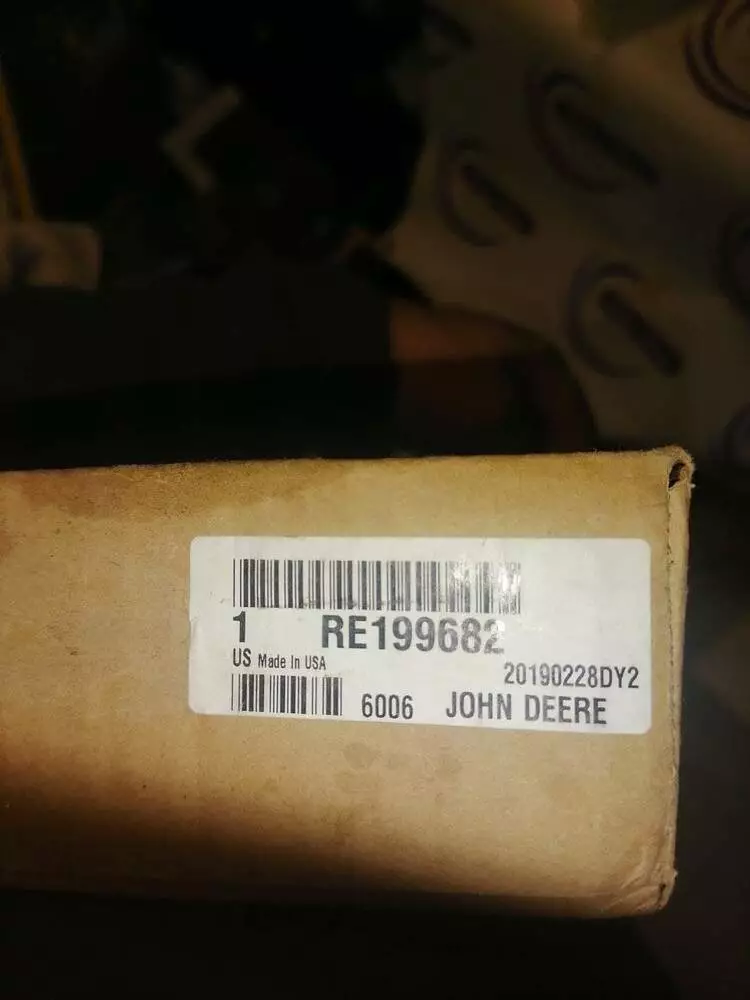 1 RE199682
US Made In USA
20190228DY2
6006 JOHN DEERE